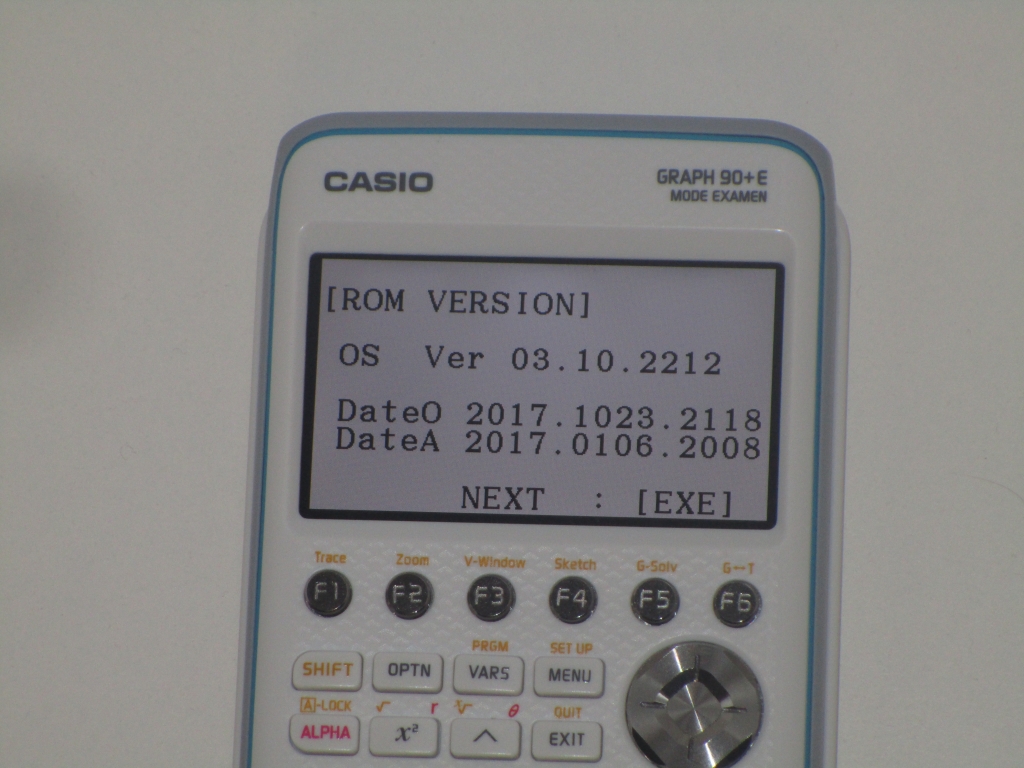 CASIO
GRAPH 90+E
MODE EXAMEN
[ROM VERSION]
OS Ver 03.10.2212
DateO 2017.1023.2118
DateA 2017.0106.2008
NEXT : [EXE]
Trace Zoom V-Window Sketch G-Solv G↔T
F1 F2 F3 F4 F5 F6
PRGM SET UP
SHIFT OPTN VARS MENU
A-LOCK √ r θ QUIT
ALPHA x² ^ EXIT